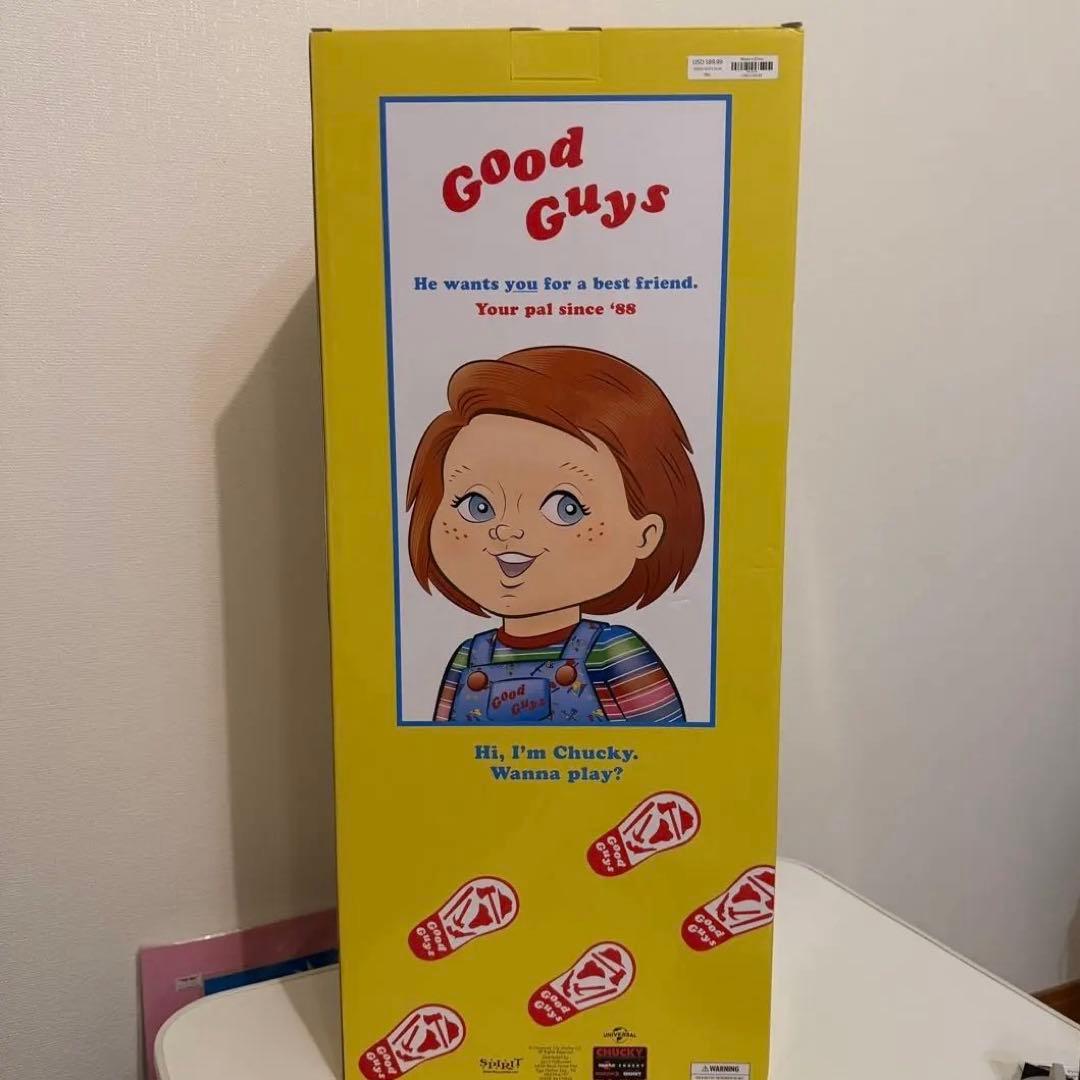 USD $89.99
Good
Guys
He wants you for a best friend.
Your pal since ‘88
Good
Guys
Hi, I'm Chucky.
Wanna play?
Good
Guys
Good
Guys
Good
Guys
Good
Guys
Good
Guys
UNIVERSAL
SPIRIT
CHUCKY
⚠ WARNING